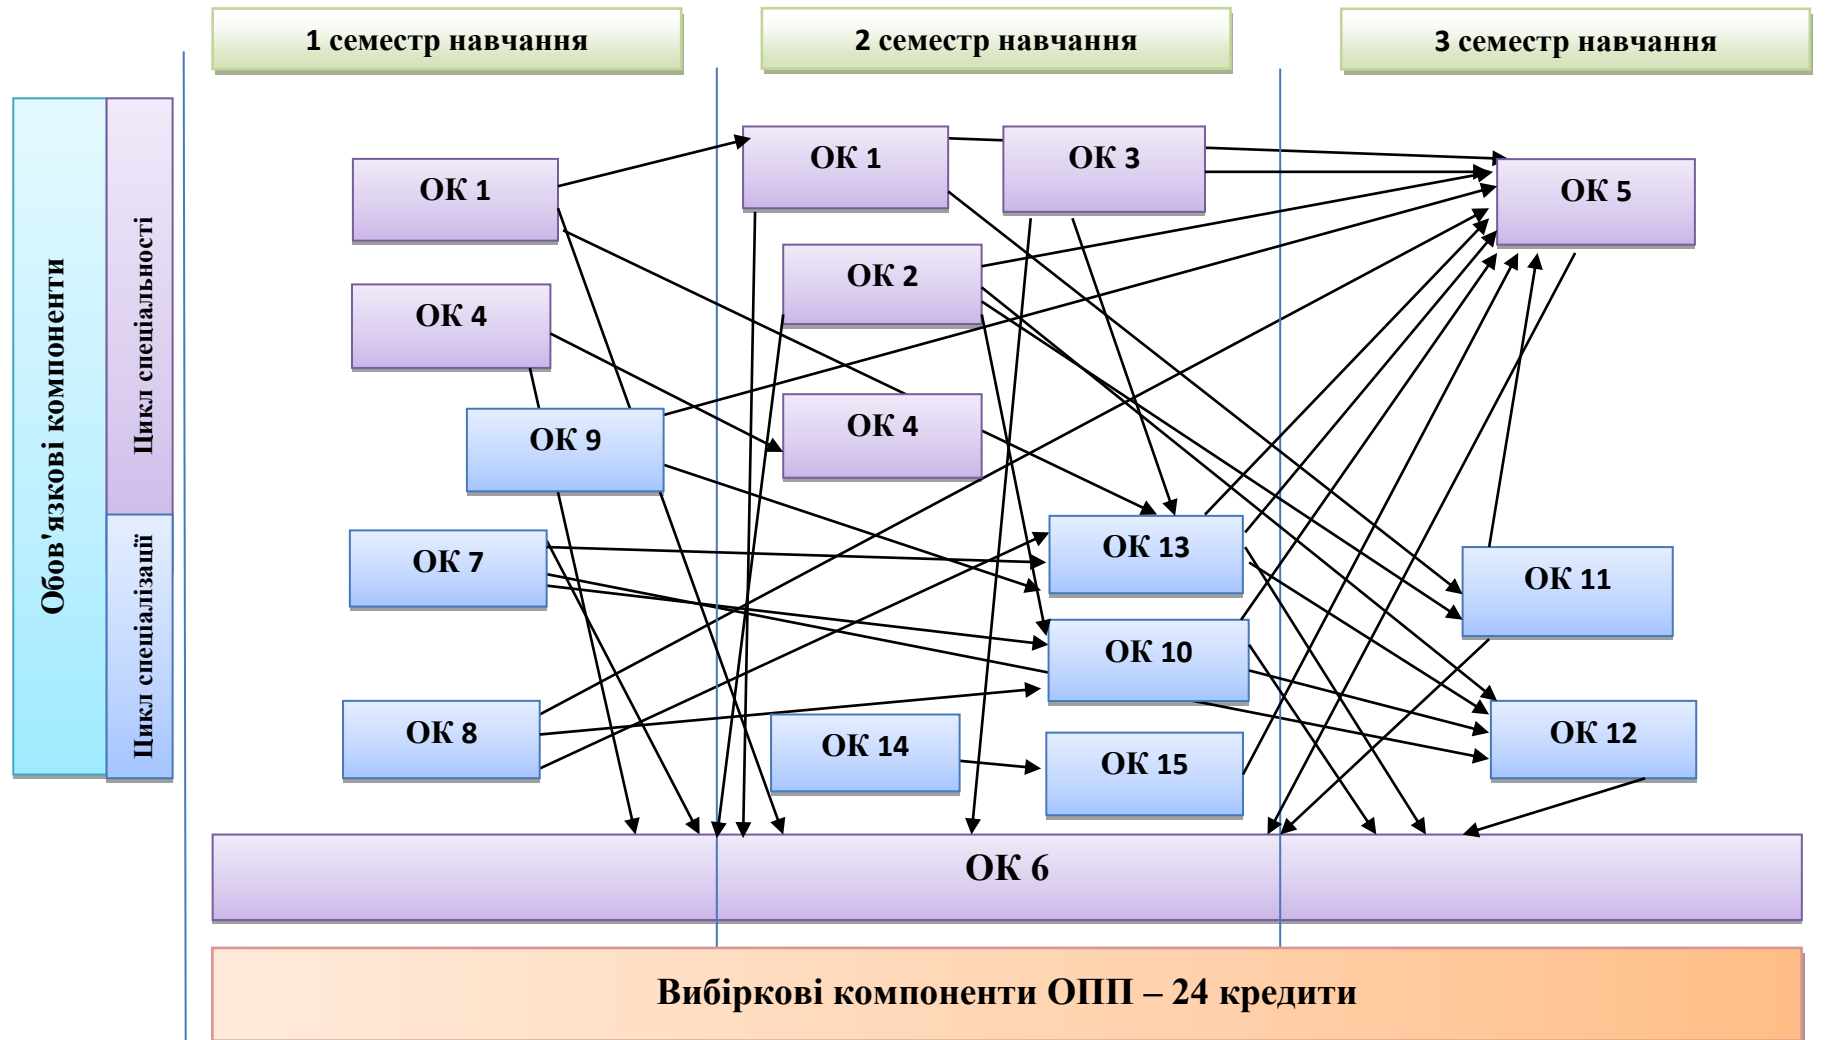 1 семестр навчання
2 семестр навчання
3 семестр навчання
Обов'язкові компоненти
Цикл спеціальності
Цикл спеціалізації
ОК 1
ОК 4
ОК 9
ОК 7
ОК 8
ОК 1
ОК 3
ОК 2
ОК 4
ОК 13
ОК 10
ОК 14
ОК 15
ОК 5
ОК 11
ОК 12
ОК 6
Вибіркові компоненти ОПП – 24 кредити